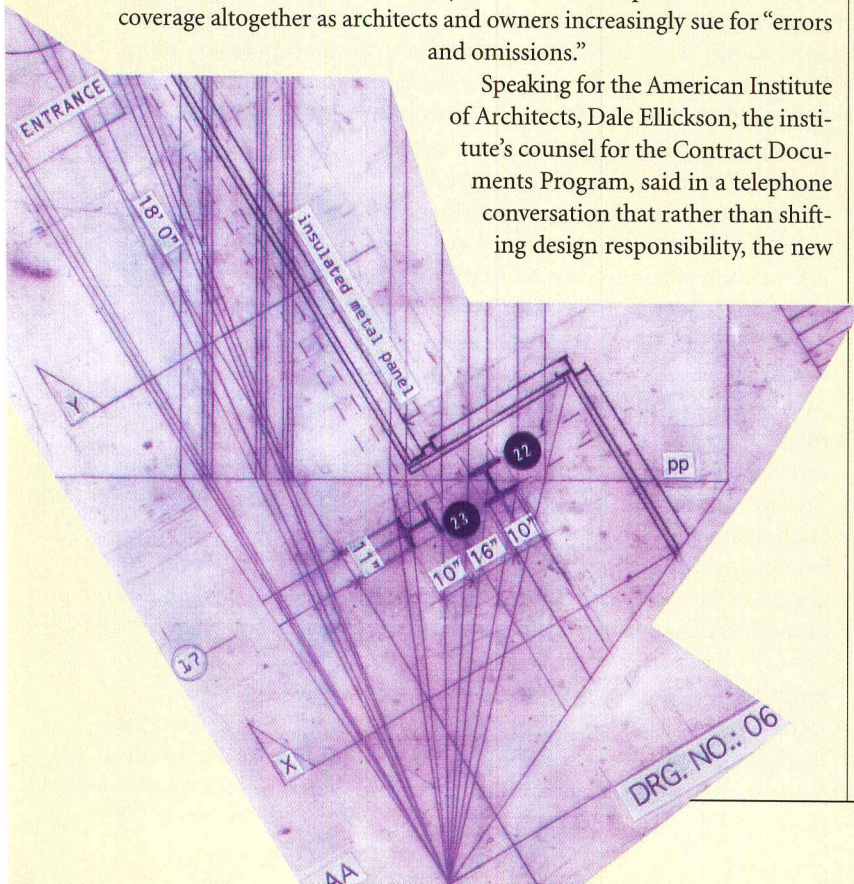 coverage altogether as architects and owners increasingly sue for “errors
and omissions.”
Speaking for the American Institute
of Architects, Dale Ellickson, the insti-
tute’s counsel for the Contract Docu-
ments Program, said in a telephone
conversation that rather than shift-
ing design responsibility, the new
ENTRANCE
18' 0"
insulated metal panel
Y
22
pp
23
11"
10" 16" 10"
17
X
DRG. NO.: 06
AA